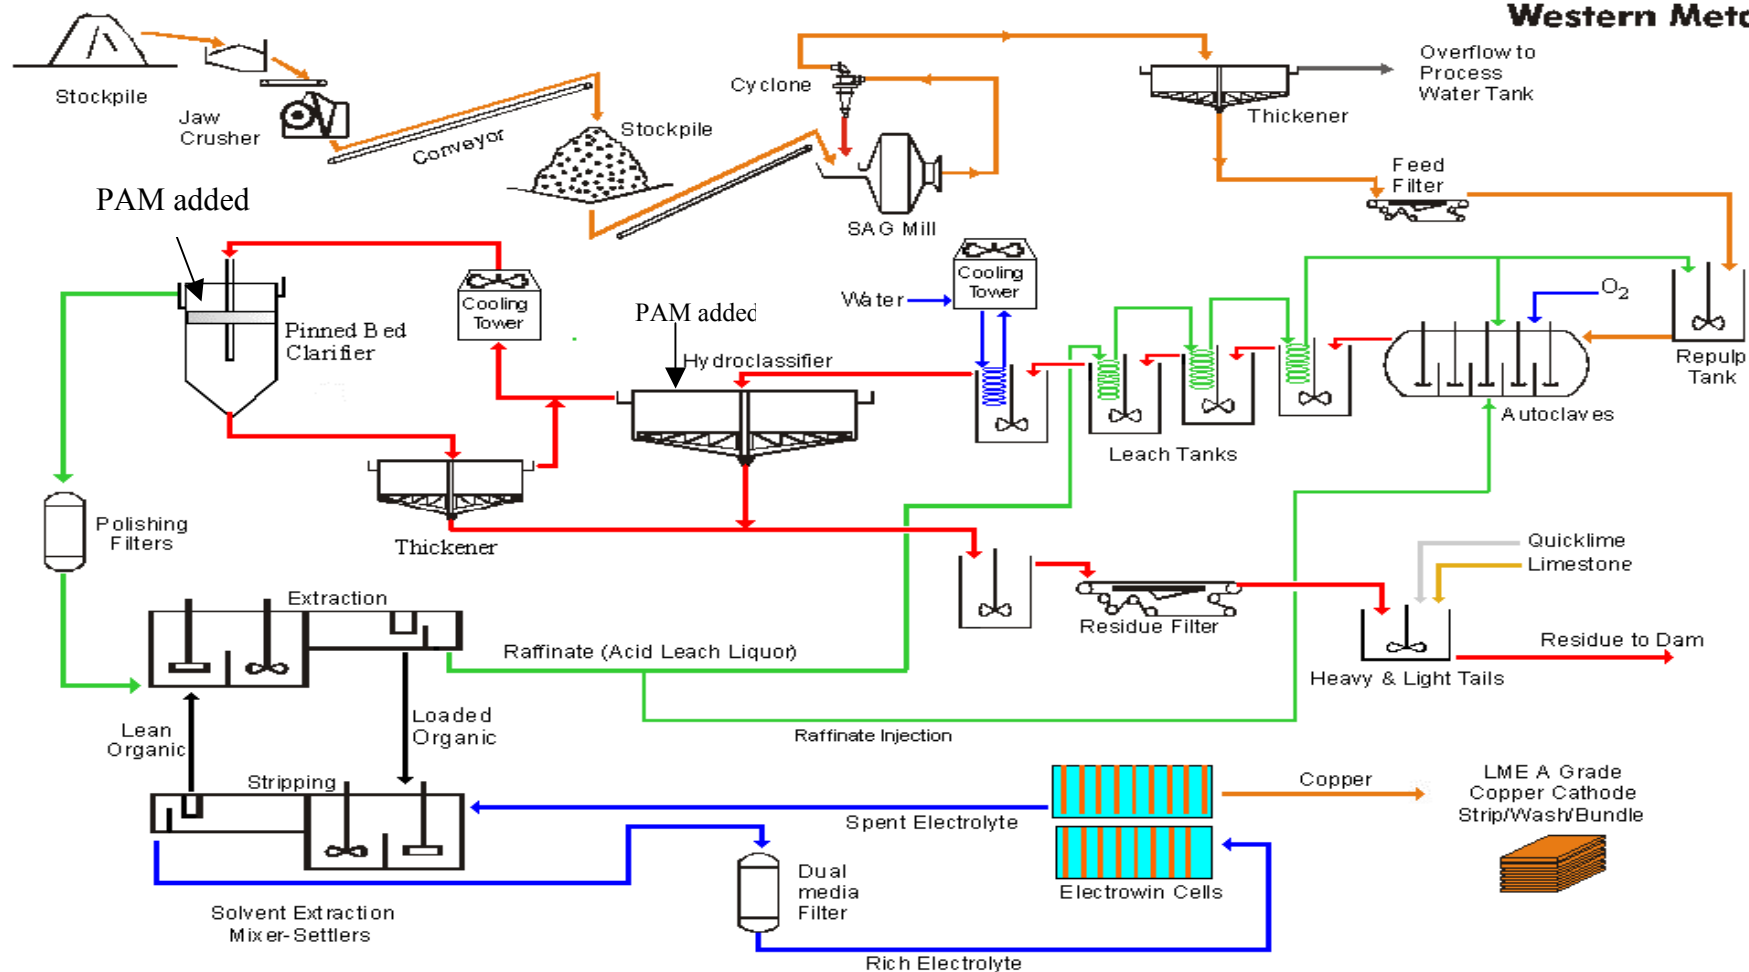 Western Meta
Overflow to
Process
Water Tank
Cyclone
Stockpile
Jaw
Crusher
Conveyor
Stockpile
Thickener
Feed
Filter
SAG Mill
PAM added
Cooling
Tower
Water
Cooling
Tower
O2
PAM added
Pinned Bed
Clarifier
Hydroclassifier
Repulp
Tank
Autoclaves
Leach Tanks
Polishing
Filters
Thickener
Quicklime
Limestone
Extraction
Residue Filter
Raffinate (Acid Leach Liquor)
Residue to Dam
Heavy & Light Tails
Lean
Organic
Loaded
Organic
Raffinate Injection
Stripping
Copper
LME A Grade
Copper Cathode
Strip/Wash/Bundle
Spent Electrolyte
Dual
media
Filter
Electrowin Cells
Solvent Extraction
Mixer-Settlers
Rich Electrolyte